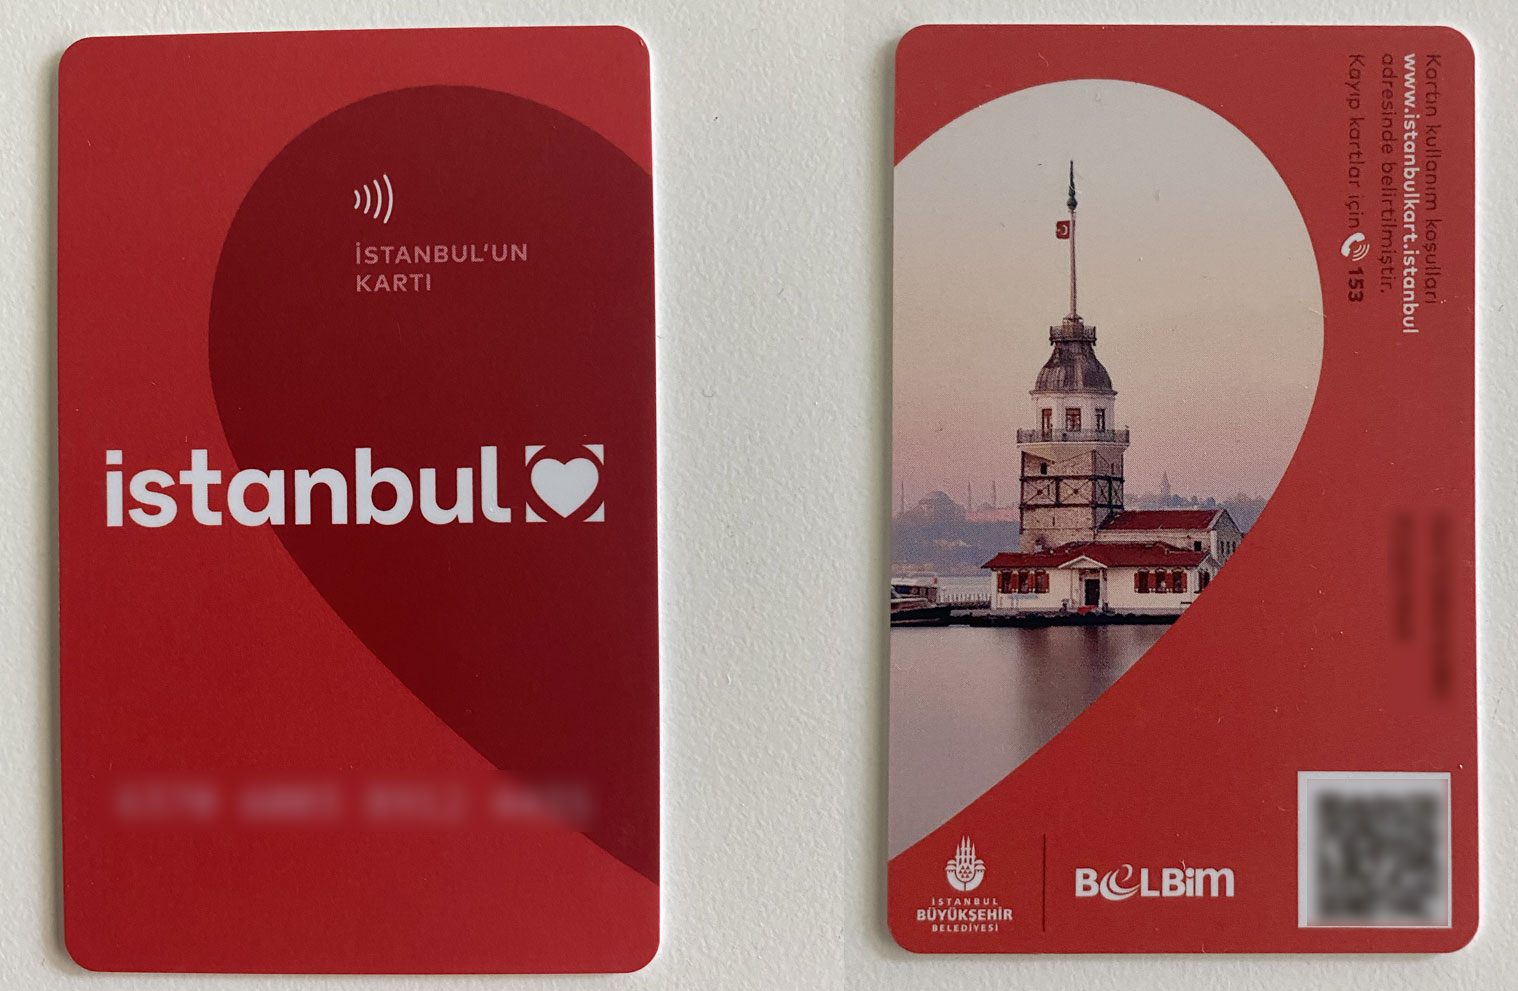 İSTANBUL'UN
KARTI
istanbul
Kartın kullanım koşulları
www.istanbulkart.istanbul
adresinde belirtilmiştir.
Kayıp kartlar için 153
İSTANBUL
BÜYÜKŞEHİR
BELEDİYESİ
BELBiM